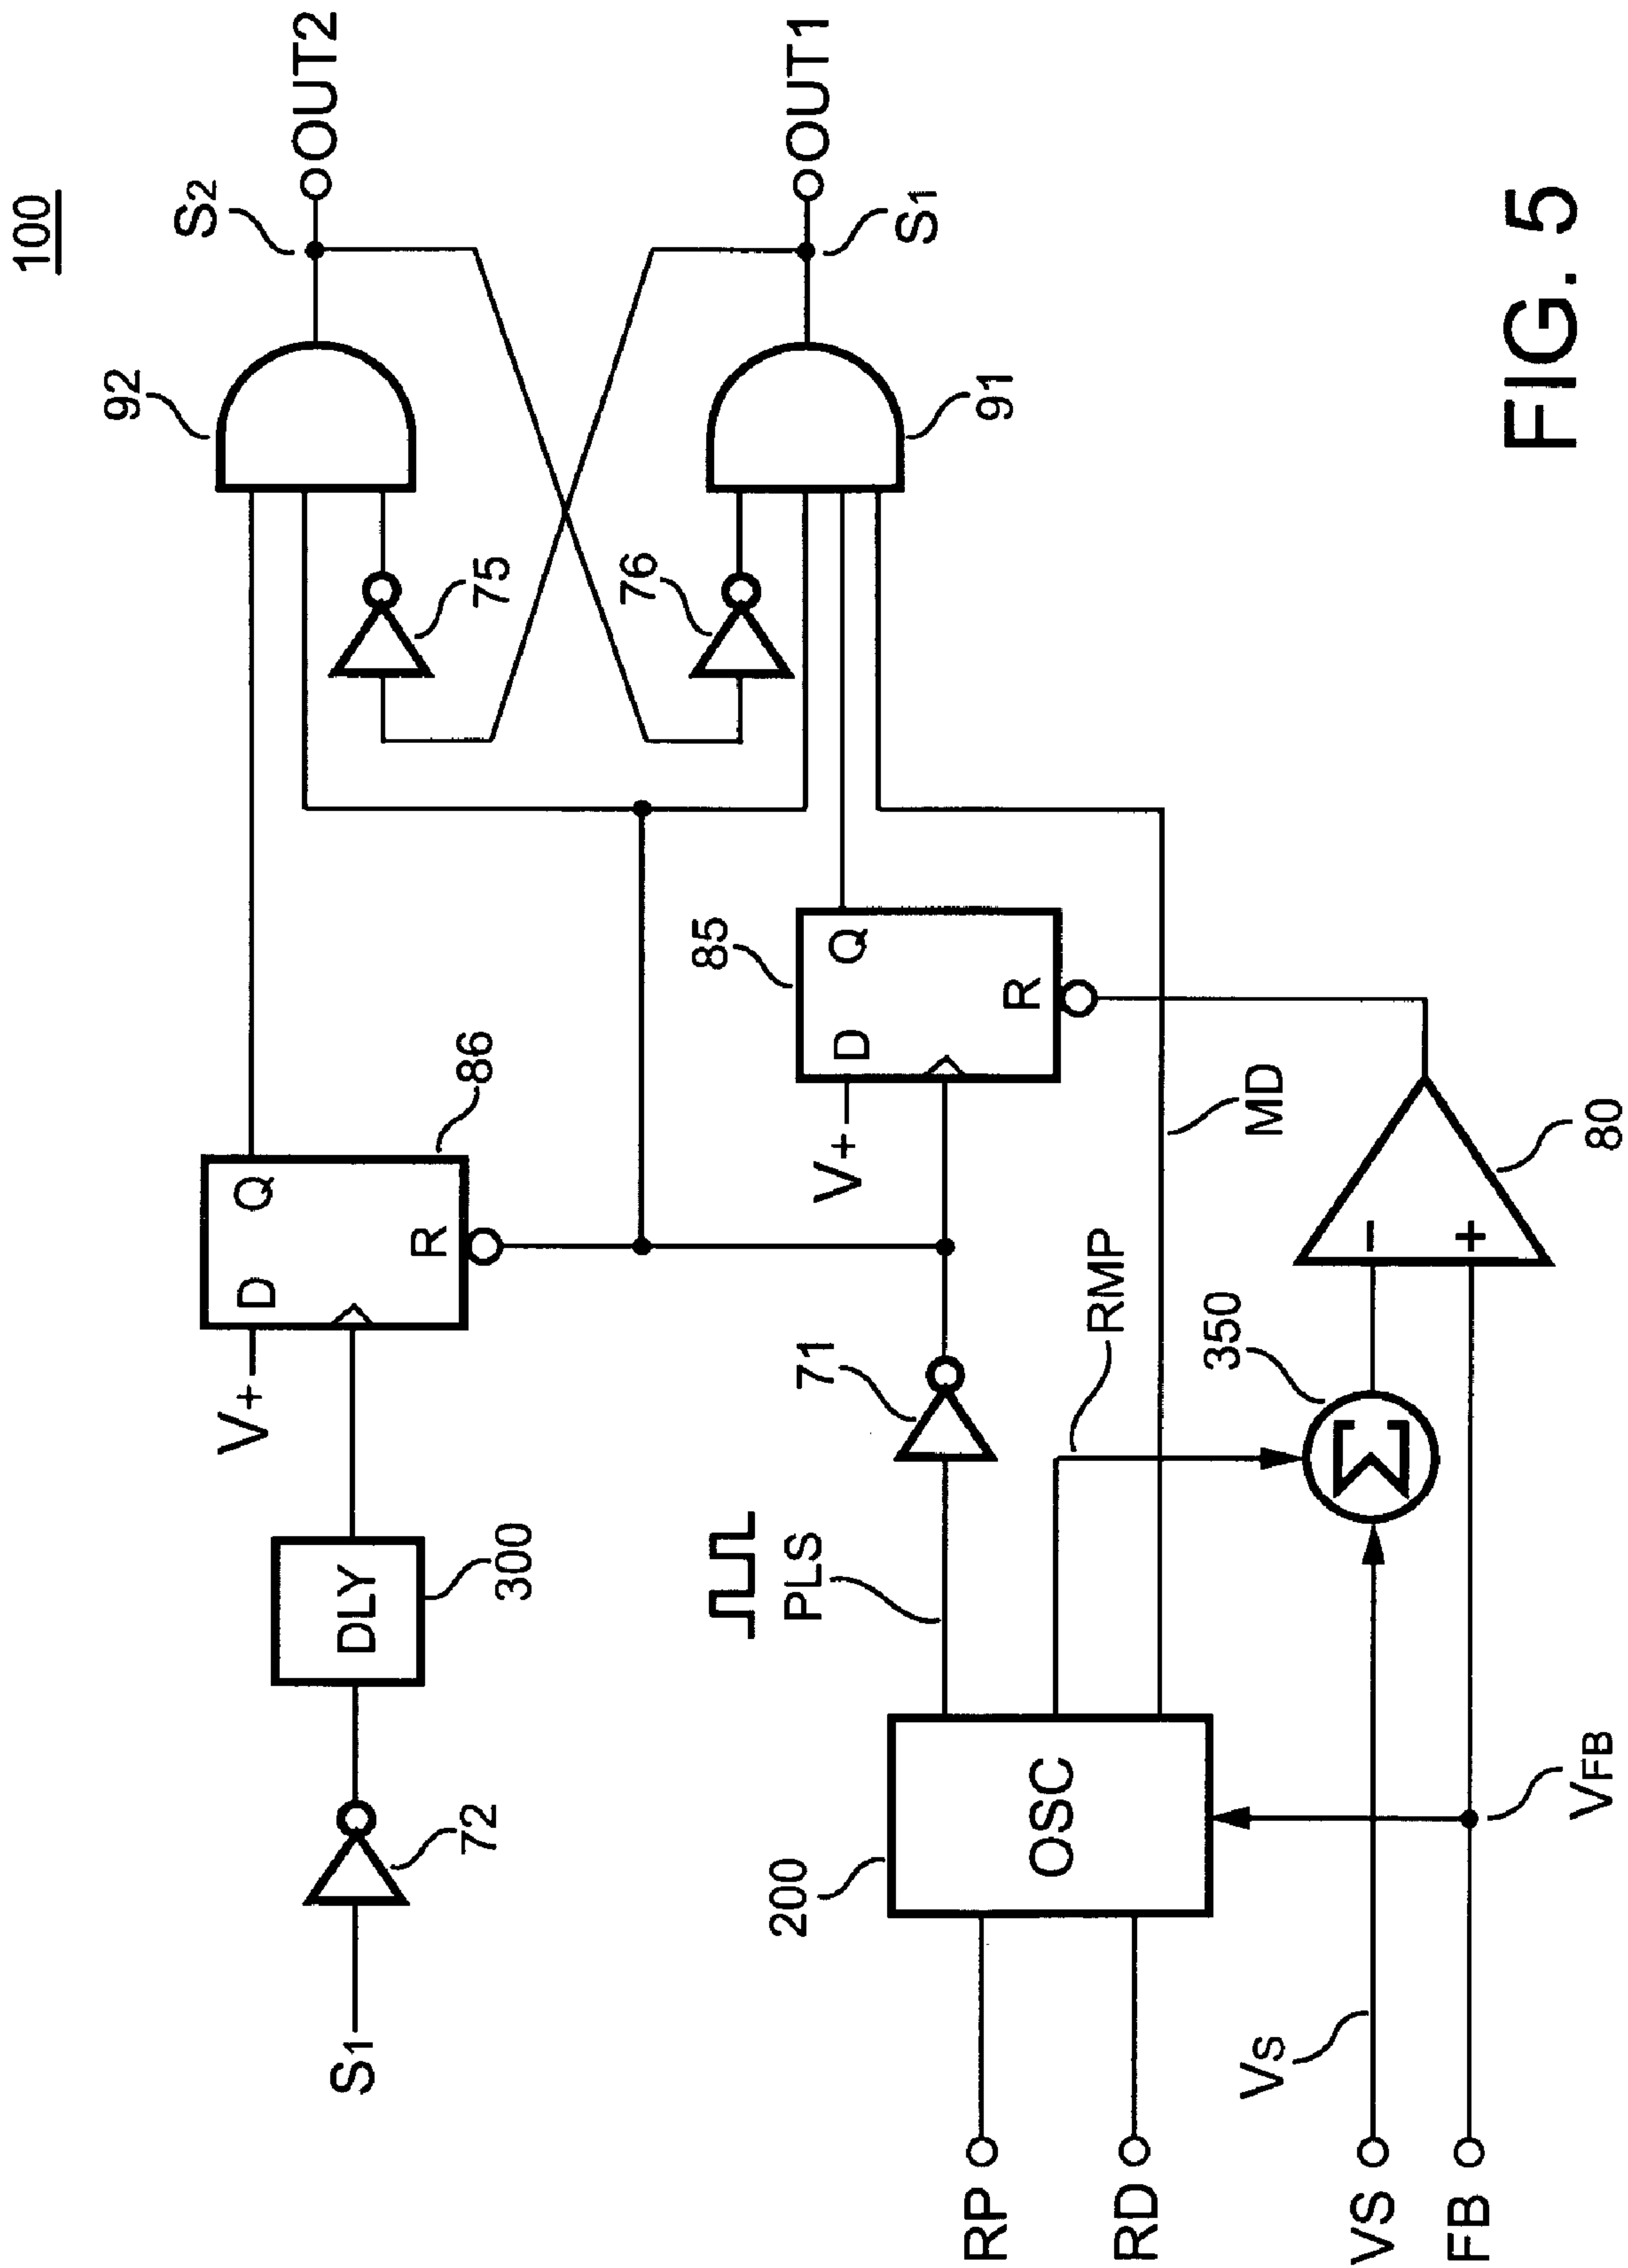 100
S1
72
DLY
300
V+
D
Q
R
86
92
S2
OUT2
75
76
91
S1
OUT1
RP
RD
200
OSC
PLS
71
RMP
V+
D
Q
R
85
MD
VS
VS
FB
VFB
350
Σ
−
+
80
FIG. 5